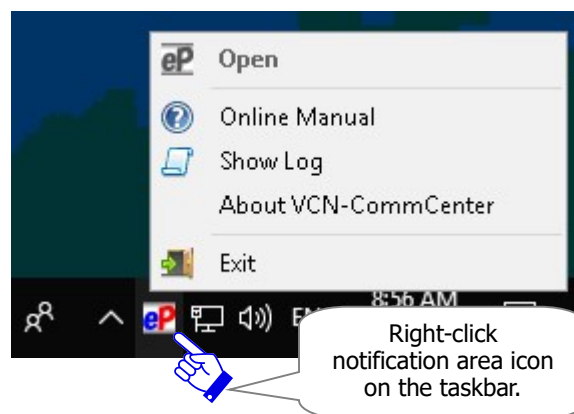 eP Open
Online Manual
Show Log
About VCN-CommCenter
Exit
eP
8:56 AM
Right-click
notification area icon
on the taskbar.